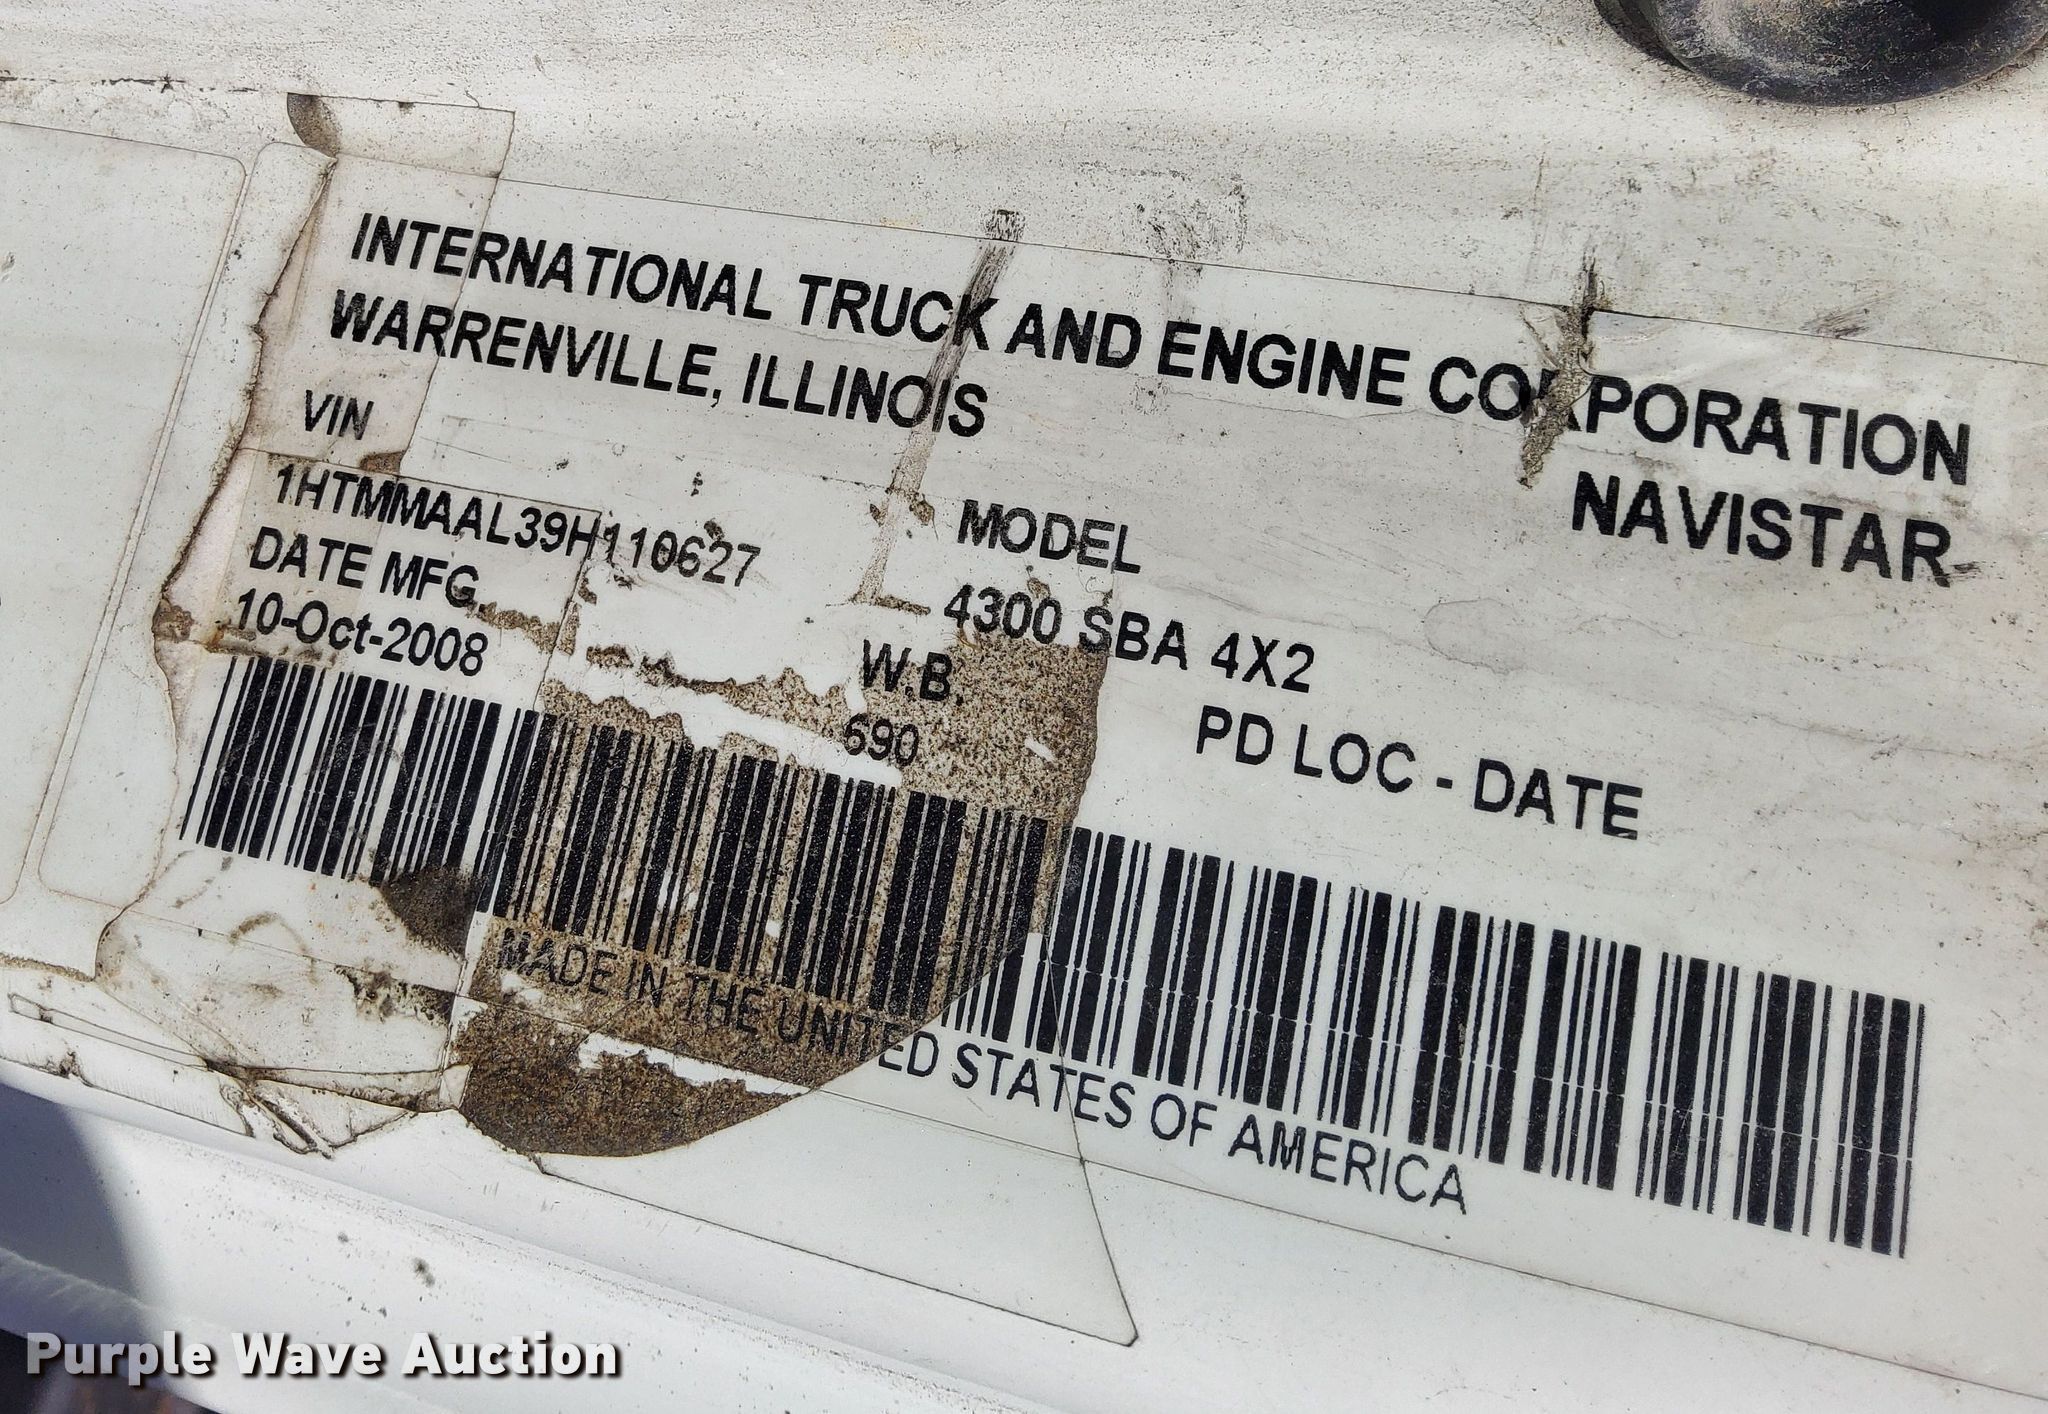 INTERNATIONAL TRUCK AND ENGINE CORPORATION
WARRENVILLE, ILLINOIS
NAVISTAR
VIN
MODEL
1HTMMAAL39H110627
4300 SBA 4X2
DATE MFG.
W.B.
PD LOC - DATE
10-Oct-2008
690
MADE IN THE UNITED STATES OF AMERICA
Purple Wave Auction